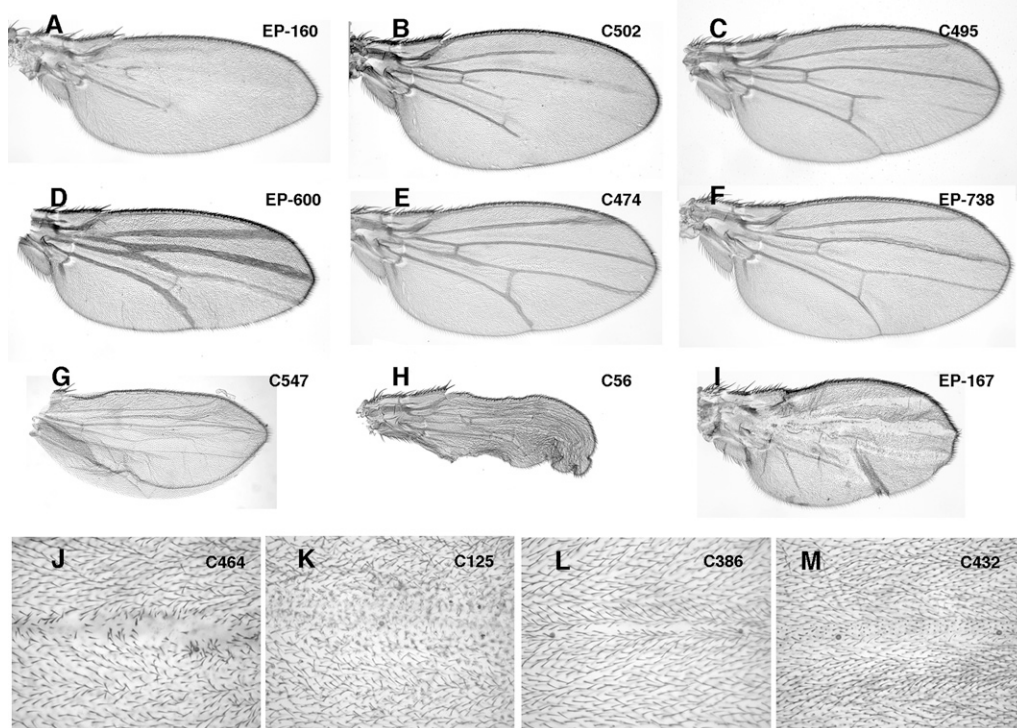 A EP-160
B C502
C C495
D EP-600
E C474
F EP-738
G C547
H C56
I EP-167
J C464
K C125
L C386
M C432